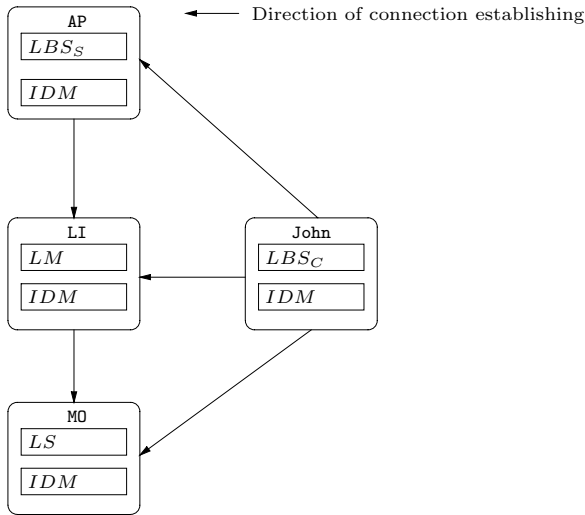 AP
Direction of connection establishing
LBS_S
IDM
LI
John
LM
LBS_C
IDM
IDM
MO
LS
IDM